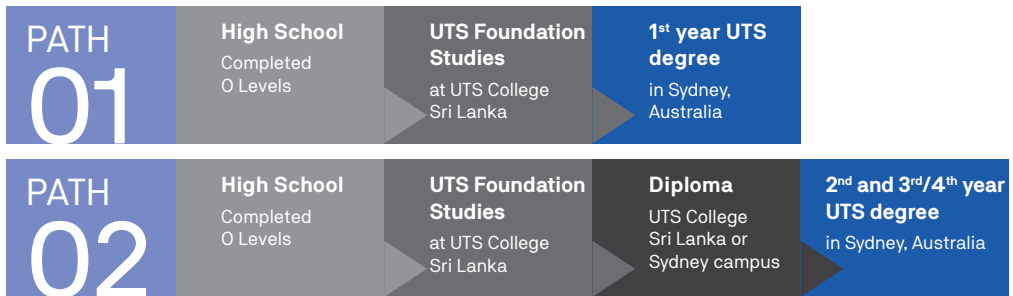 PATH
01
High School
Completed
O Levels
UTS Foundation
Studies
at UTS College
Sri Lanka
1st year UTS
degree
in Sydney,
Australia
PATH
02
High School
Completed
O Levels
UTS Foundation
Studies
at UTS College
Sri Lanka
Diploma
UTS College
Sri Lanka or
Sydney campus
2nd and 3rd/4th year
UTS degree
in Sydney, Australia